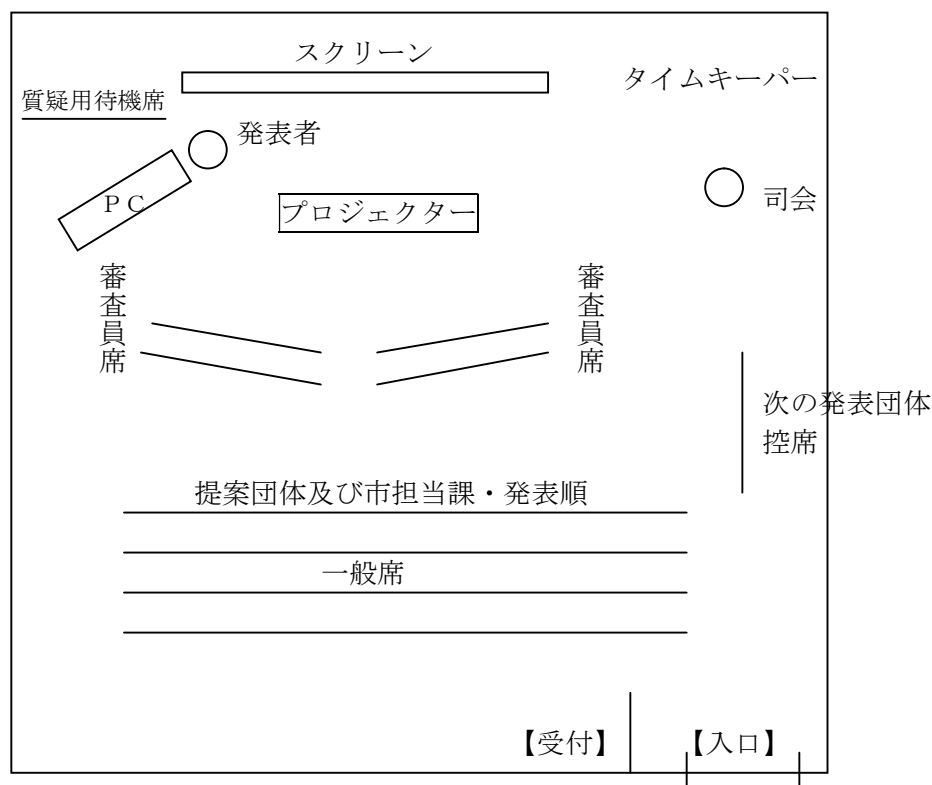 スクリーン
タイムキーパー
質疑用待機席
発表者
ＰＣ
プロジェクター
司会
審査員席
審査員席
次の発表団体
控席
提案団体及び市担当課・発表順
一般席
【受付】
【入口】